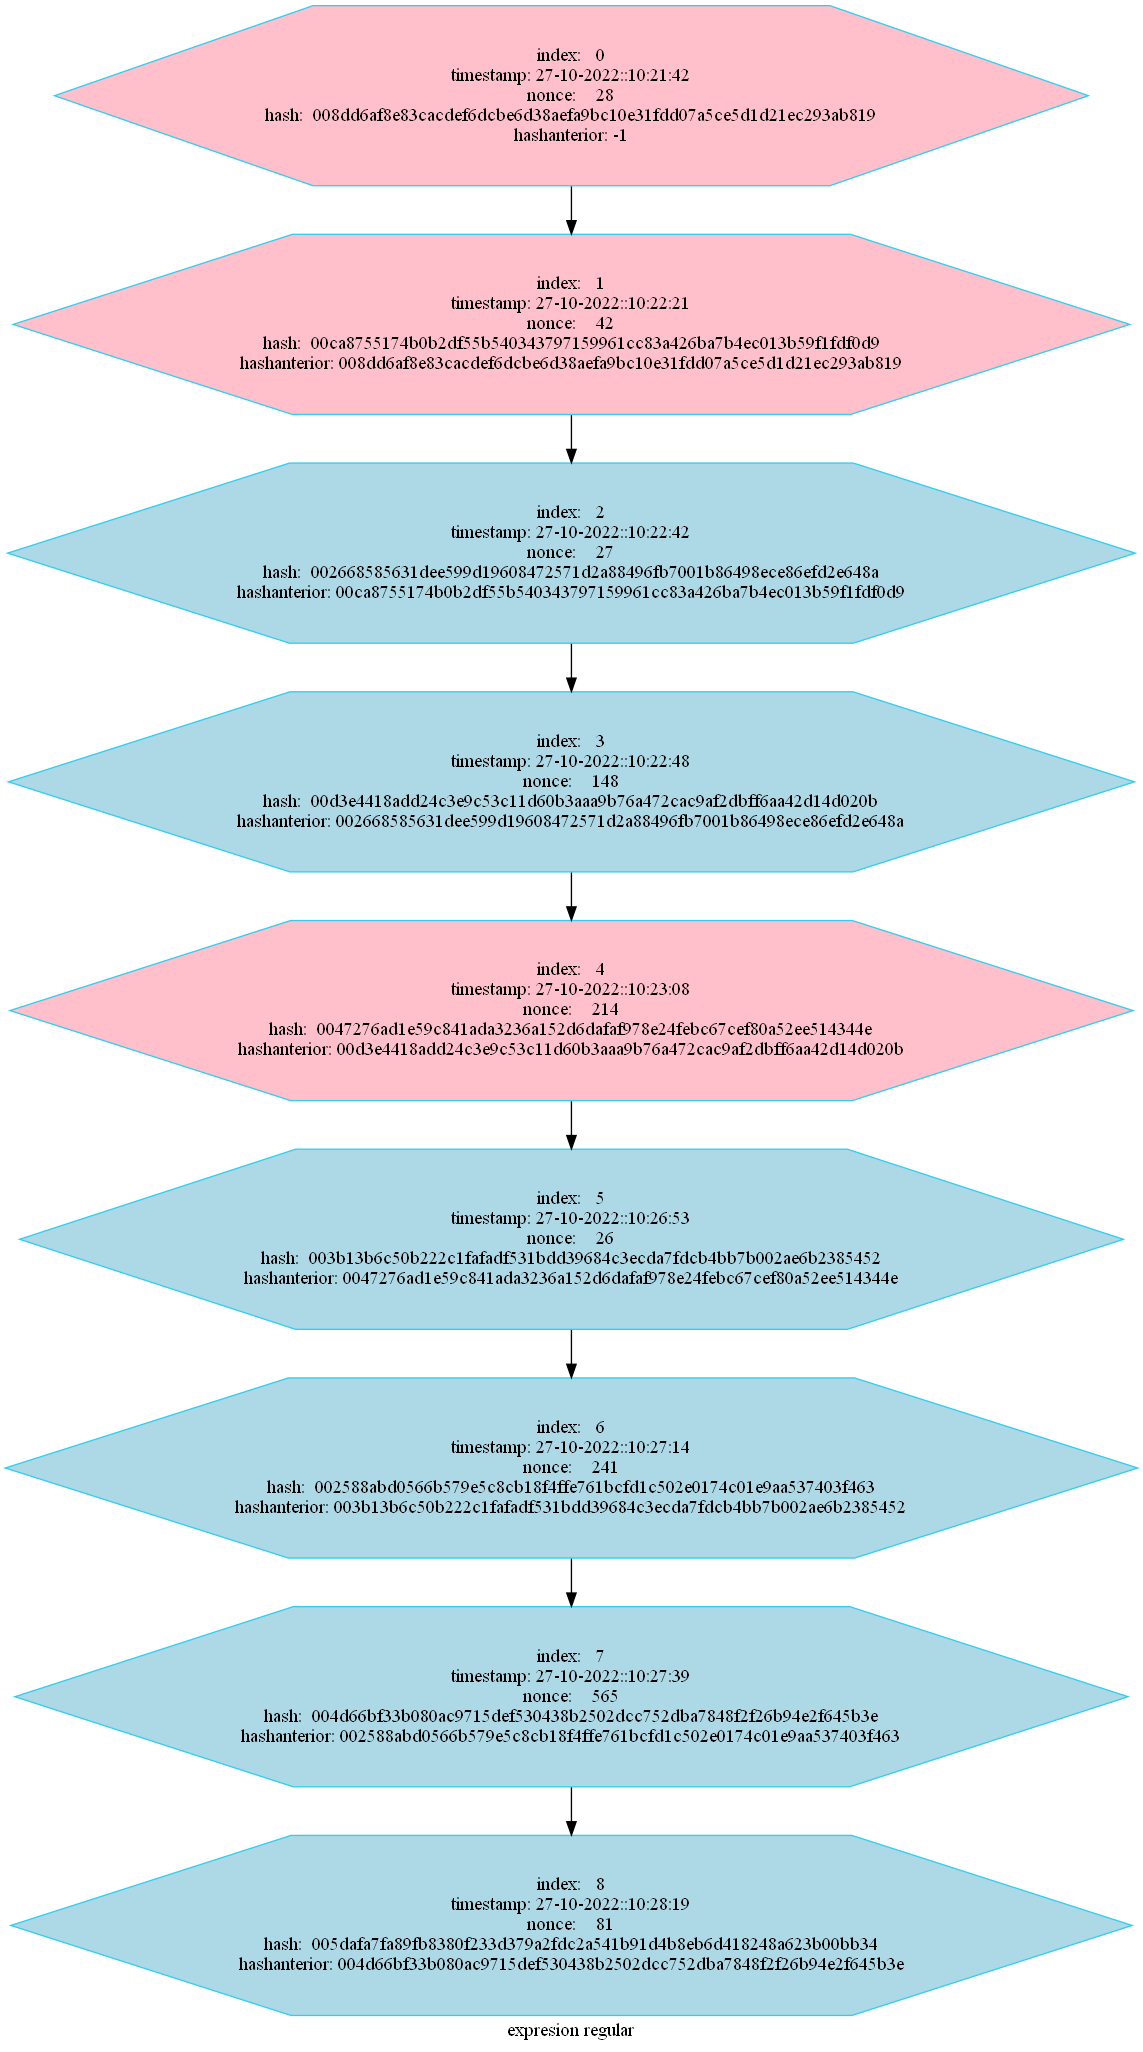 index: 0
timestamp: 27-10-2022::10:21:42
nonce: 28
hash: 008dd6af8e83cacdef6dcbe6d38aefa9bc10e31fdd07a5ce5d1d21ec293ab819
hashanterior: -1
index: 1
timestamp: 27-10-2022::10:22:21
nonce: 42
hash: 00ca8755174b0b2df55b540343797159961cc83a426ba7b4ec013b59f1fdf0d9
hashanterior: 008dd6af8e83cacdef6dcbe6d38aefa9bc10e31fdd07a5ce5d1d21ec293ab819
index: 2
timestamp: 27-10-2022::10:22:42
nonce: 27
hash: 002668585631dee599d19608472571d2a88496fb7001b86498ece86efd2e648a
hashanterior: 00ca8755174b0b2df55b540343797159961cc83a426ba7b4ec013b59f1fdf0d9
index: 3
timestamp: 27-10-2022::10:22:48
nonce: 148
hash: 00d3e4418add24c3e9c53c11d60b3aaa9b76a472cac9af2dbff6aa42d14d020b
hashanterior: 002668585631dee599d19608472571d2a88496fb7001b86498ece86efd2e648a
index: 4
timestamp: 27-10-2022::10:23:08
nonce: 214
hash: 0047276ad1e59c841ada3236a152d6dafaf978e24febc67cef80a52ee514344e
hashanterior: 00d3e4418add24c3e9c53c11d60b3aaa9b76a472cac9af2dbff6aa42d14d020b
index: 5
timestamp: 27-10-2022::10:26:53
nonce: 26
hash: 003b13b6c50b222c1fafadf531bdd39684c3ecda7fdcb4bb7b002ae6b2385452
hashanterior: 0047276ad1e59c841ada3236a152d6dafaf978e24febc67cef80a52ee514344e
index: 6
timestamp: 27-10-2022::10:27:14
nonce: 241
hash: 002588abd0566b579e5c8cb18f4ffe761bcfd1c502e0174c01e9aa537403f463
hashanterior: 003b13b6c50b222c1fafadf531bdd39684c3ecda7fdcb4bb7b002ae6b2385452
index: 7
timestamp: 27-10-2022::10:27:39
nonce: 565
hash: 004d66bf33b080ac9715def530438b2502dcc752dba7848f2f26b94e2f645b3e
hashanterior: 002588abd0566b579e5c8cb18f4ffe761bcfd1c502e0174c01e9aa537403f463
index: 8
timestamp: 27-10-2022::10:28:19
nonce: 81
hash: 005dafa7fa89fb8380f233d379a2fdc2a541b91d4b8eb6d418248a623b00bb34
hashanterior: 004d66bf33b080ac9715def530438b2502dcc752dba7848f2f26b94e2f645b3e
expresion regular